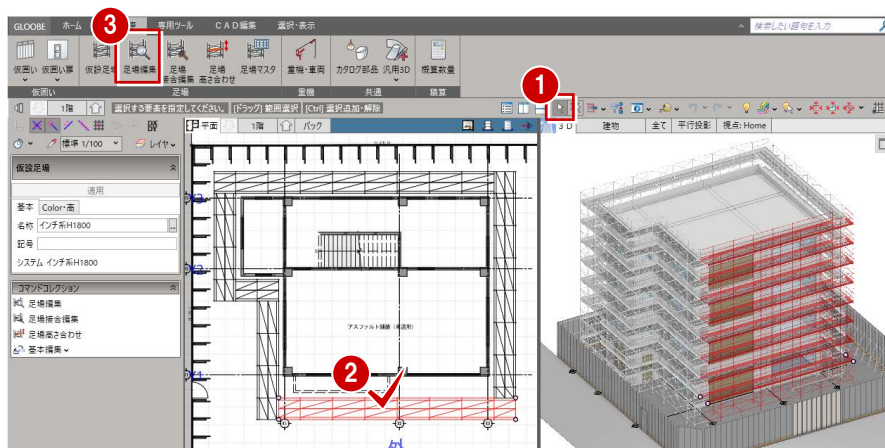 GLOOBE ホーム 専用ツール CAD編集 選択・表示 検索したい語句を入力
3
仮囲い 仮囲い扉 仮設足場 足場編集 足場接合編集 足場高さ合わせ 足場マスタ 重機・車両 カタログ部品 汎用3D 概算数量
仮囲い 足場 重機 共通 積算
1
1階 選択する要素を指定してください。 [ドラッグ] 範囲選択 | [Ctrl] 選択追加・解除
平面 1階 バック
3D 建物 全て 平行投影 視点: Home
標準 1/100 レイヤ
仮設足場
適用
基本 Color・高
名称 インチ系H1800
記号
システム インチ系H1800
コマンドコレクション
足場編集
足場接合編集
足場高さ合わせ
基本編集
Y3
Y2
アスファルト舗装（車道用）
Y1
2
X1 X2 X3
外